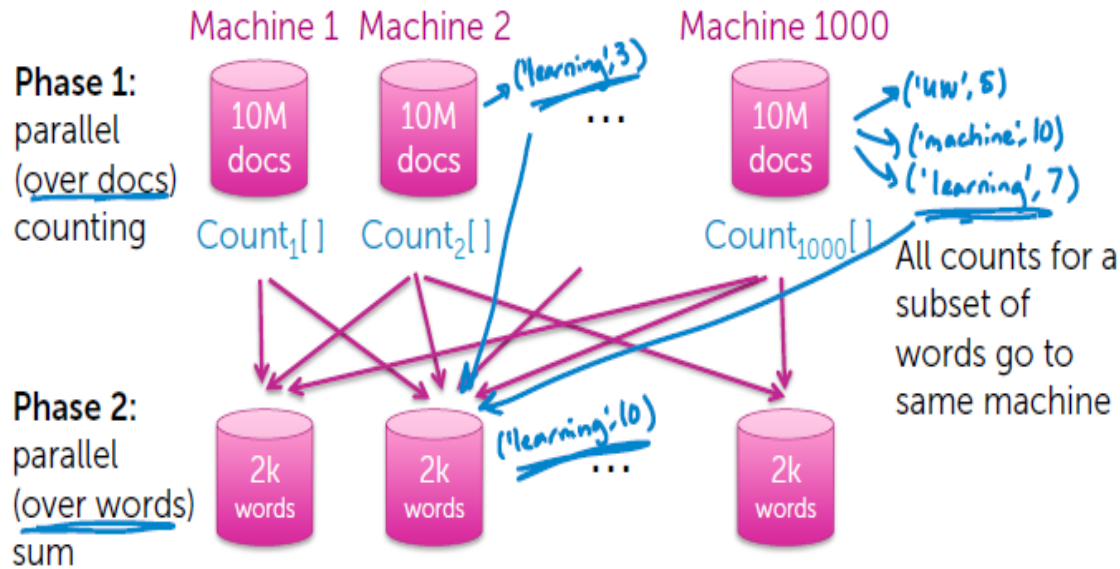 Machine 1
Machine 2
Machine 1000
Phase 1:
parallel
(over docs)
counting
10M
docs
10M
docs
('learning', 3)
...
10M
docs
('UW', 5)
('machine', 10)
('learning', 7)
Count1[ ]
Count2[ ]
Count1000[ ]
All counts for a
subset of
words go to
same machine
Phase 2:
parallel
(over words)
sum
2k
words
2k
words
('learning', 10)
...
2k
words